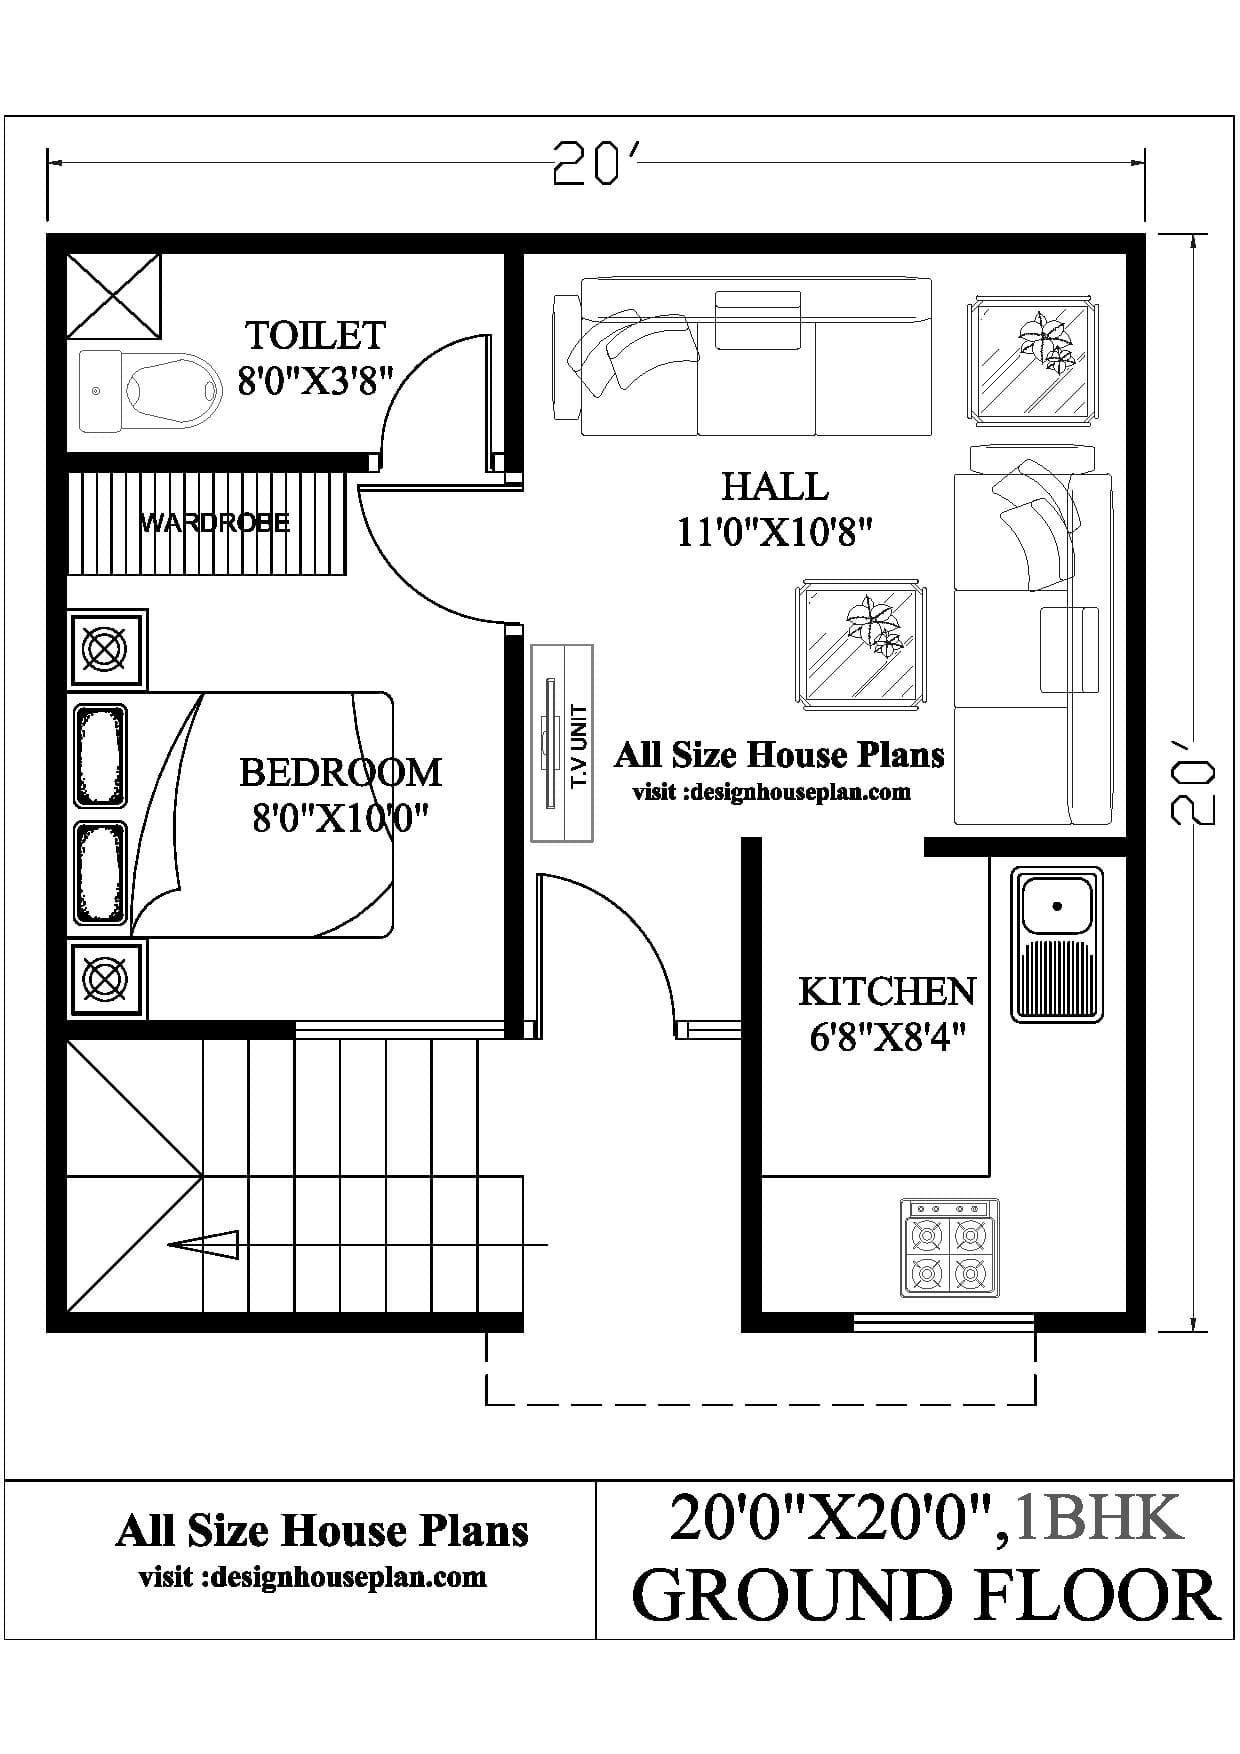 20'
TOILET
8'0"X3'8"
WARDROBE
HALL
11'0"X10'8"
T.V UNIT
All Size House Plans
visit :designhouseplan.com
BEDROOM
8'0"X10'0"
20'
KITCHEN
6'8"X8'4"
All Size House Plans
visit :designhouseplan.com
20'0"X20'0",1BHK
GROUND FLOOR